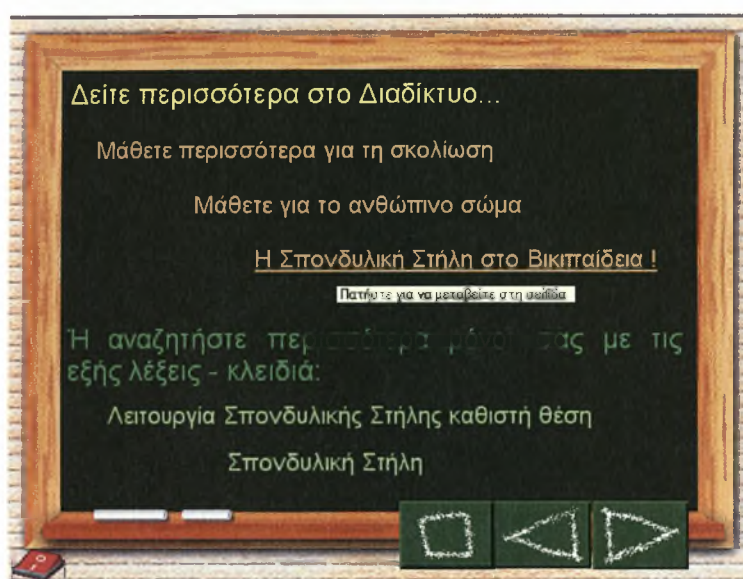 Δείτε περισσότερα στο Διαδίκτυο...
Μάθετε περισσότερα για τη σκολίωση
Μάθετε για το ανθώπινο σώμα
Η Σπονδυλική Στήλη στο Βικιπαίδεια !
Πατήστε για να μεταβείτε στη σελίδα
Ή αναζητήστε περισσότερα μόνοι σας με τις
εξής λέξεις - κλειδιά:
Λειτουργία Σπονδυλικής Στήλης καθιστή θέση
Σπονδυλική Στήλη